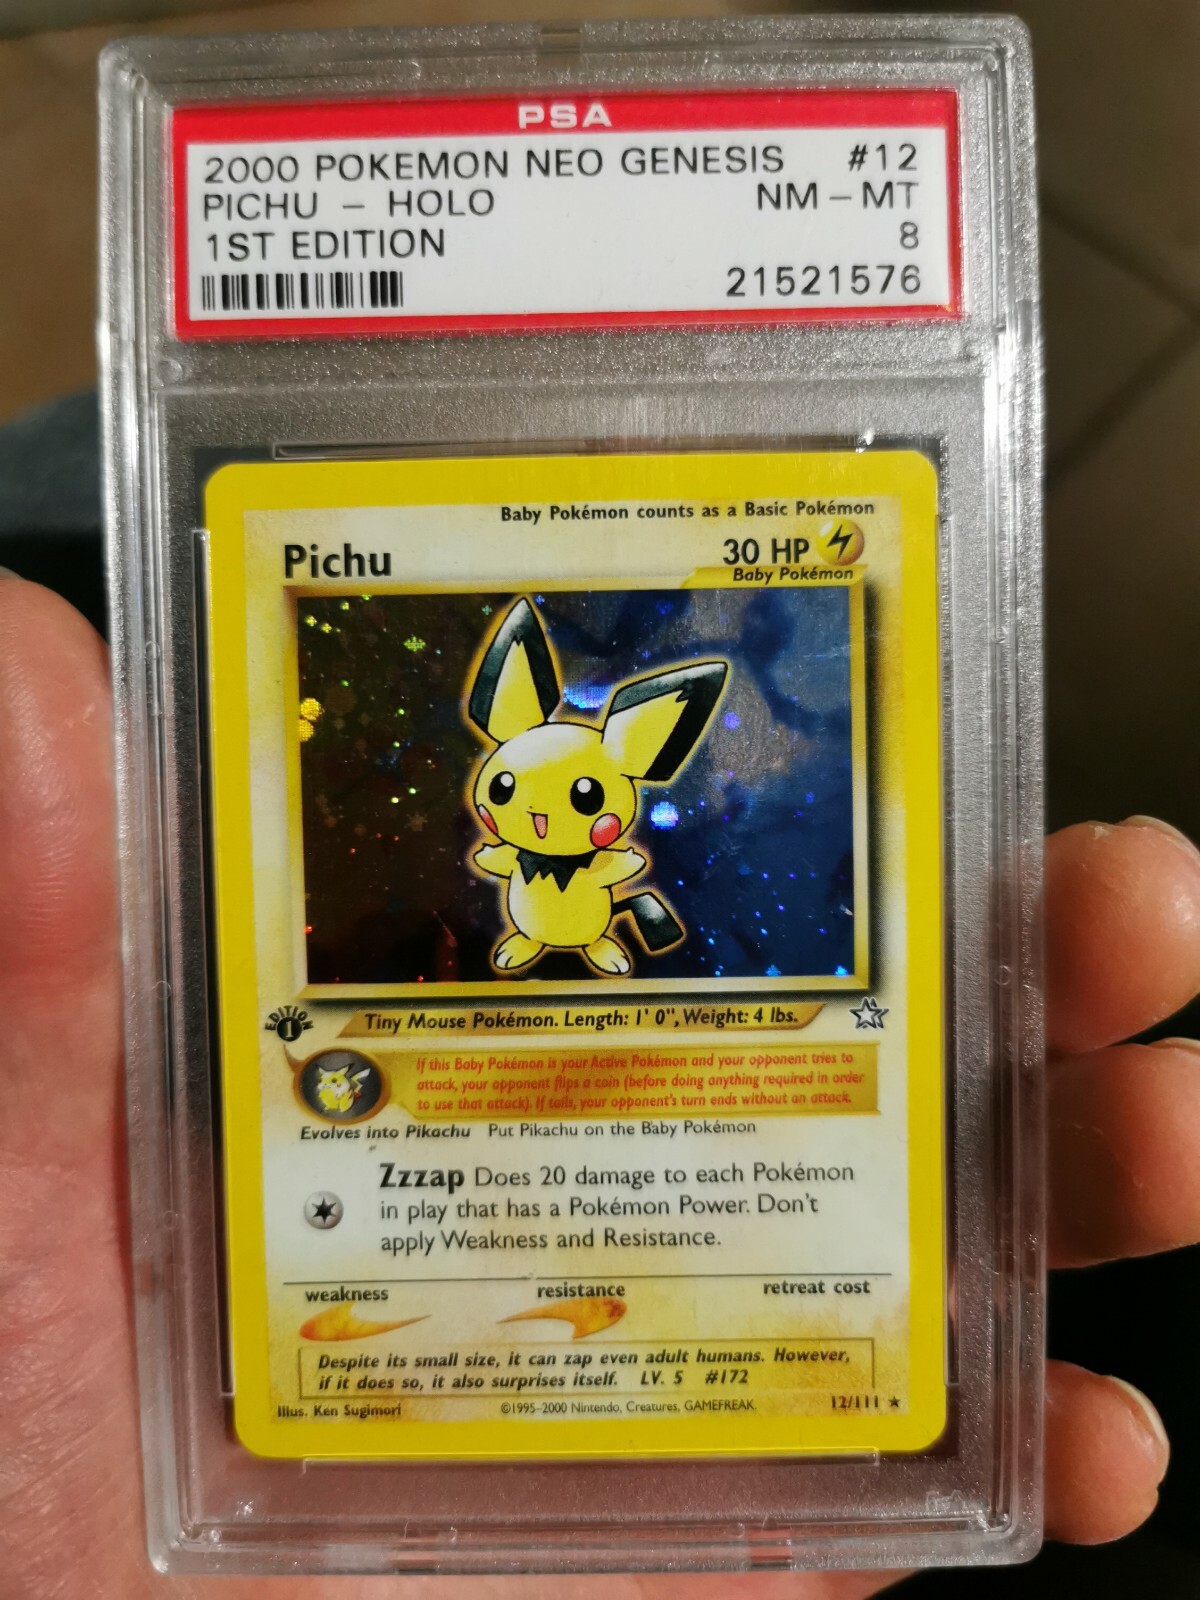 PSA
2000 POKEMON NEO GENESIS #12
PICHU - HOLO NM-MT
1ST EDITION 8
21521576
Baby Pokémon counts as a Basic Pokémon
Pichu 30 HP
Baby Pokémon
EDITION
1
Tiny Mouse Pokémon. Length: 1' 0", Weight: 4 lbs.
If this Baby Pokémon is your Active Pokémon and your opponent tries to
attack, your opponent flips a coin (before doing anything required in order
to use that attack). If tails, your opponent's turn ends without an attack.
Evolves into Pikachu Put Pikachu on the Baby Pokémon
Zzzap Does 20 damage to each Pokémon
in play that has a Pokémon Power. Don't
apply Weakness and Resistance.
weakness resistance retreat cost
Despite its small size, it can zap even adult humans. However,
if it does so, it also surprises itself. LV. 5 #172
Illus. Ken Sugimori ©1995-2000 Nintendo, Creatures, GAMEFREAK. 12/111 ★